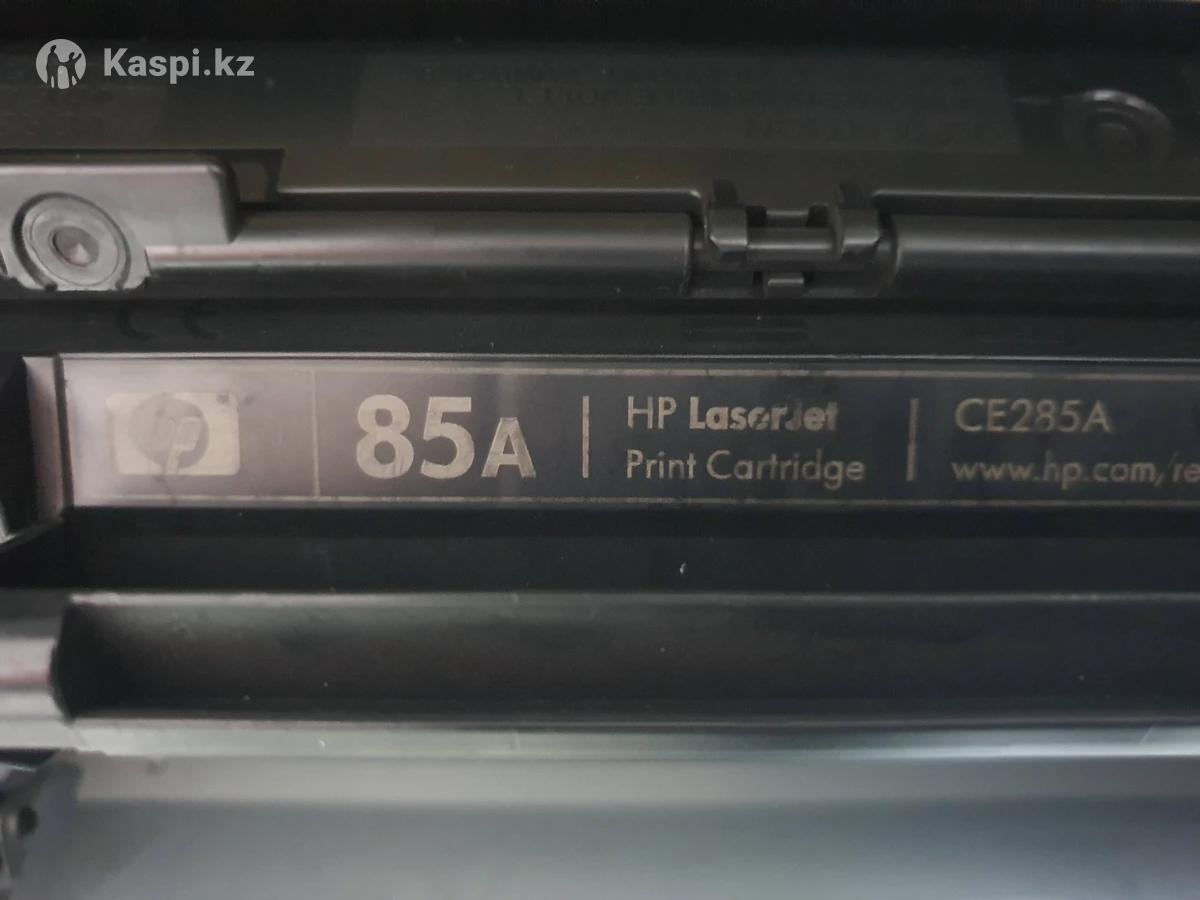 Kaspi.kz
hp
85A
HP LaserJet
Print Cartridge
CE285A
www.hp.com/re